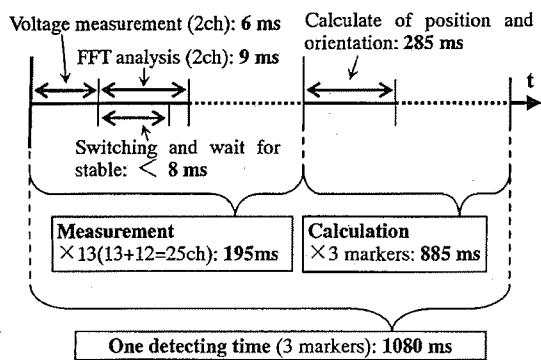 Voltage measurement (2ch): 6 ms
FFT analysis (2ch): 9 ms
Switching and wait for
stable: < 8 ms
Calculate of position and
orientation: 285 ms
t
Measurement
×13(13+12=25ch): 195ms
Calculation
×3 markers: 885 ms
One detecting time (3 markers): 1080 ms